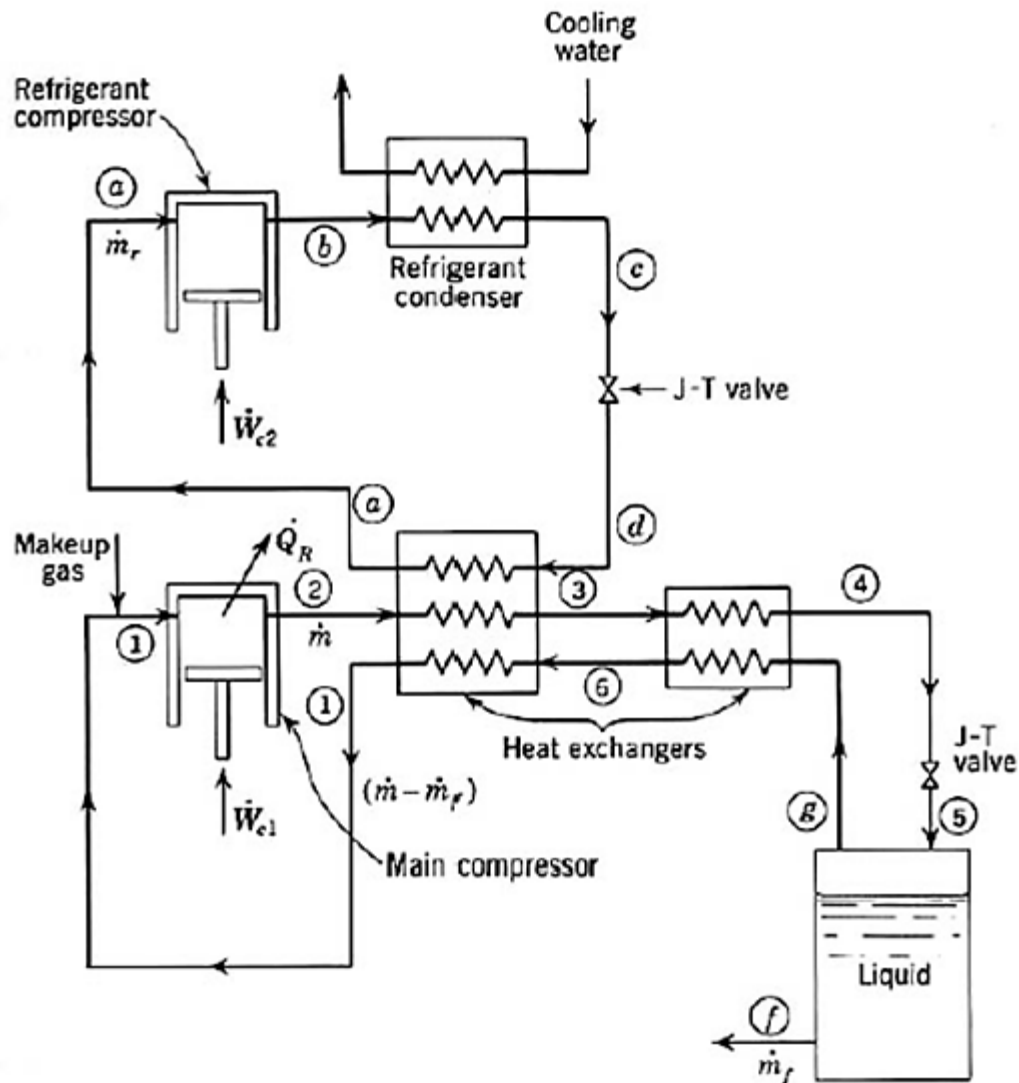 Cooling
water
Refrigerant
compressor
a
ṁr
b
Refrigerant
condenser
c
J-T valve
Ẇc2
a
d
Makeup
gas
Q̇R
2
3
4
1
ṁ
1
6
Heat exchangers
J-T
valve
(ṁ − ṁf)
g
5
Ẇc1
Main compressor
Liquid
f
ṁf